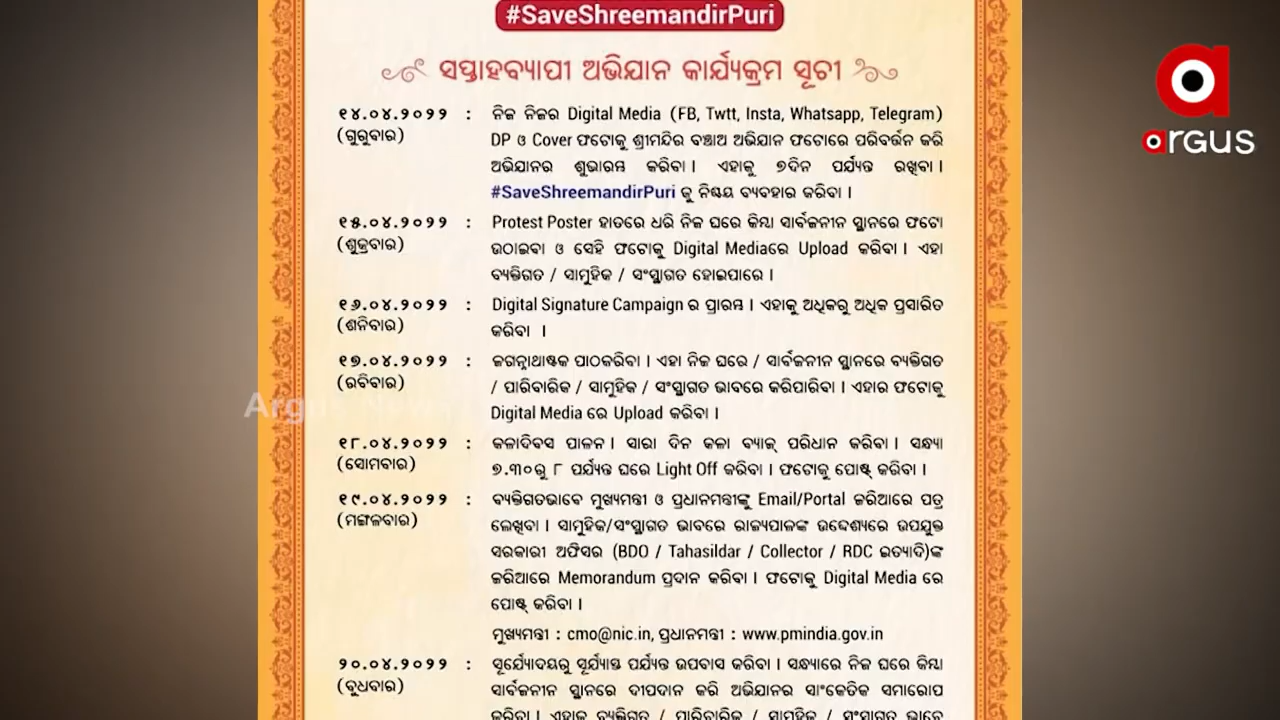 #SaveShreemandirPuri
ସପ୍ତାହବ୍ୟାପୀ ଅଭିଯାନ କାର୍ଯ୍ୟକ୍ରମ ସୂଚୀ
୧୪.୦୪.୨୦୨୨ : ନିଜ ନିଜର Digital Media (FB, Twtt, Insta, Whatsapp, Telegram)
(ଗୁରୁବାର) DP ଓ Cover ଫଟୋକୁ ଶ୍ରୀମନ୍ଦିର ବଞ୍ଚାଅ ଅଭିଯାନ ଫଟୋରେ ପରିବର୍ତ୍ତନ କରି
ଅଭିଯାନର ଶୁଭାରମ୍ଭ କରିବା । ଏହାକୁ ୭ଦିନ ପର୍ଯ୍ୟନ୍ତ ରଖିବା ।
#SaveShreemandirPuri କୁ ନିଶ୍ଚୟ ବ୍ୟବହାର କରିବା ।
୧୫.୦୪.୨୦୨୨ : Protest Poster ହାତରେ ଧରି ନିଜ ଘରେ କିମ୍ବା ସାର୍ବଜନୀନ ସ୍ଥାନରେ ଫଟୋ
(ଶୁକ୍ରବାର) ଉଠାଇବା ଓ ସେହି ଫଟୋକୁ Digital Mediaରେ Upload କରିବା । ଏହା
ବ୍ୟକ୍ତିଗତ / ସାମୁହିକ / ସଂସ୍ଥାଗତ ହୋଇପାରେ ।
୧୬.୦୪.୨୦୨୨ : Digital Signature Campaign ର ପ୍ରାରମ୍ଭ । ଏହାକୁ ଅଧିକରୁ ଅଧିକ ପ୍ରସାରିତ
(ଶନିବାର) କରିବା ।
୧୭.୦୪.୨୦୨୨ : ଜଗନ୍ନାଥାଷ୍ଟକ ପାଠକରିବା । ଏହା ନିଜ ଘରେ / ସାର୍ବଜନୀନ ସ୍ଥାନରେ ବ୍ୟକ୍ତିଗତ
(ରବିବାର) / ପାରିବାରିକ / ସାମୁହିକ / ସଂସ୍ଥାଗତ ଭାବରେ କରିପାରିବା । ଏହାର ଫଟୋକୁ
Digital Media ରେ Upload କରିବା ।
୧୮.୦୪.୨୦୨୨ : କଳାଦିବସ ପାଳନ । ସାରା ଦିନ କଳା ବ୍ୟାଜ୍ ପରିଧାନ କରିବା । ସନ୍ଧ୍ୟା
(ସୋମବାର) ୭.୩୦ରୁ ୮ ପର୍ଯ୍ୟନ୍ତ ଘରେ Light Off କରିବା । ଫଟୋକୁ ପୋଷ୍ଟ୍ କରିବା ।
୧୯.୦୪.୨୦୨୨ : ବ୍ୟକ୍ତିଗତଭାବେ ମୁଖ୍ୟମନ୍ତ୍ରୀ ଓ ପ୍ରଧାନମନ୍ତ୍ରୀଙ୍କୁ Email/Portal ଜରିଆରେ ପତ୍ର
(ମଙ୍ଗଳବାର) ଲେଖିବା । ସାମୁହିକ/ସଂସ୍ଥାଗତ ଭାବରେ ରାଜ୍ୟପାଳଙ୍କ ଉଦ୍ଦେଶ୍ୟରେ ଉପଯୁକ୍ତ
ସରକାରୀ ଅଫିସର (BDO / Tahasildar / Collector / RDC ଇତ୍ୟାଦି)ଙ୍କ
ଜରିଆରେ Memorandum ପ୍ରଦାନ କରିବା । ଫଟୋକୁ Digital Media ରେ
ପୋଷ୍ଟ୍ କରିବା ।
ମୁଖ୍ୟମନ୍ତ୍ରୀ : cmo@nic.in, ପ୍ରଧାନମନ୍ତ୍ରୀ : www.pmindia.gov.in
୨୦.୦୪.୨୦୨୨ : ସୂର୍ଯ୍ୟୋଦୟରୁ ସୂର୍ଯ୍ୟାସ୍ତ ପର୍ଯ୍ୟନ୍ତ ଉପବାସ କରିବା । ସନ୍ଧ୍ୟାରେ ନିଜ ଘରେ କିମ୍ବା
(ବୁଧବାର) ସାର୍ବଜନୀନ ସ୍ଥାନରେ ଦୀପଦାନ କରି ଅଭିଯାନର ସାଂକେତିକ ସମାରୋପ
କରିବା । ଏହାକୁ ବ୍ୟକ୍ତିଗତ / ପାରିବାରିକ / ସାମୁହିକ / ସଂସ୍ଥାଗତ ଭାବେ
argus